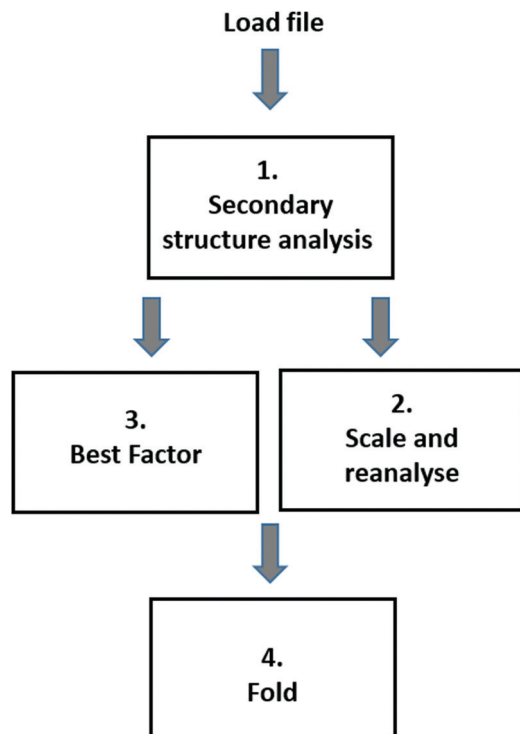 Load file
1.
Secondary
structure analysis
3.
Best Factor
2.
Scale and
reanalyse
4.
Fold